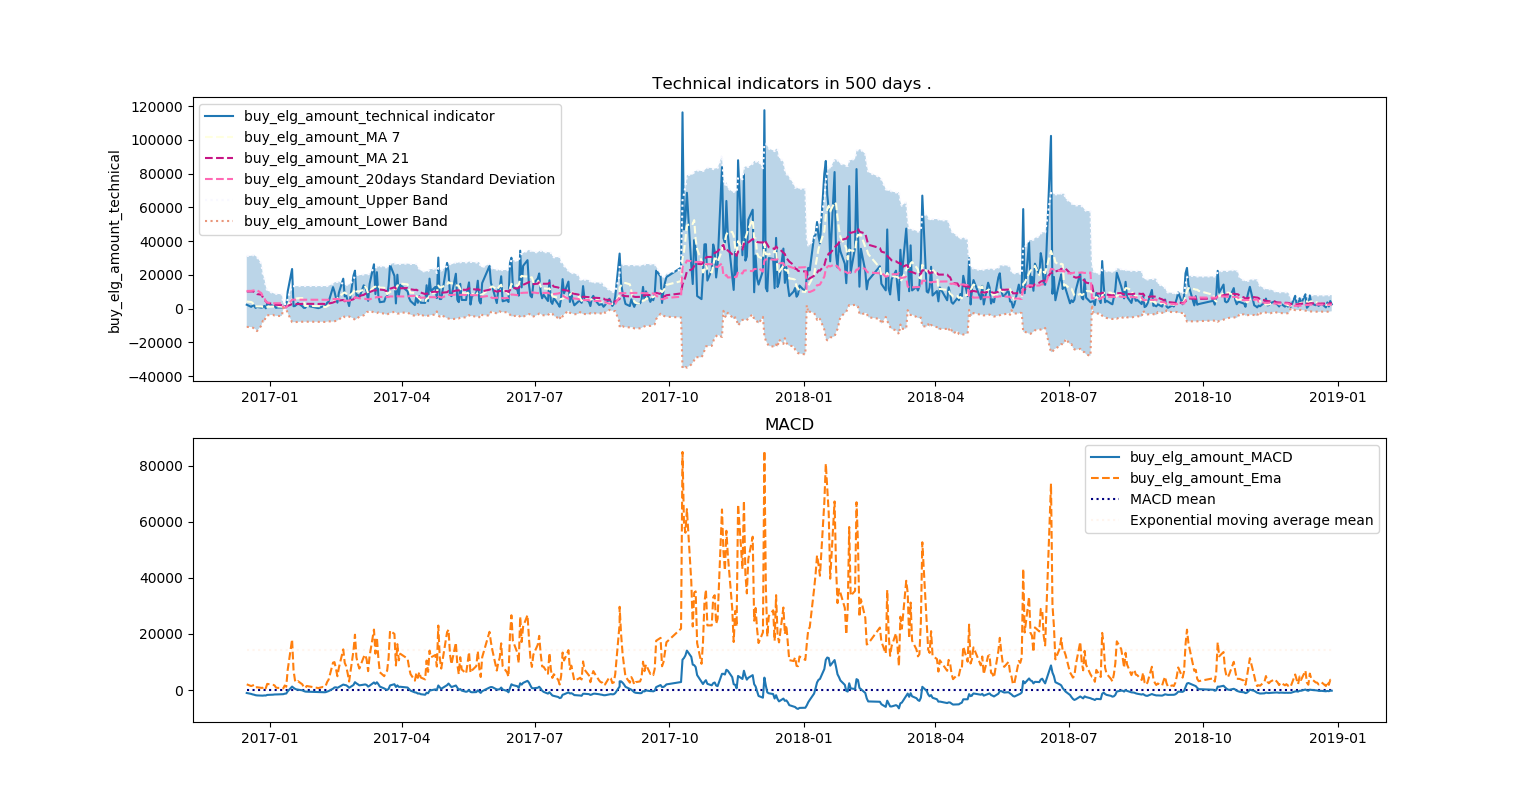 Technical indicators in 500 days .
buy_elg_amount_technical
120000
100000
80000
60000
40000
20000
0
−20000
−40000
buy_elg_amount_technical indicator
buy_elg_amount_MA 7
buy_elg_amount_MA 21
buy_elg_amount_20days Standard Deviation
buy_elg_amount_Upper Band
buy_elg_amount_Lower Band
2017-01 2017-04 2017-07 2017-10 2018-01 2018-04 2018-07 2018-10 2019-01
MACD
80000
60000
40000
20000
0
buy_elg_amount_MACD
buy_elg_amount_Ema
MACD mean
Exponential moving average mean
2017-01 2017-04 2017-07 2017-10 2018-01 2018-04 2018-07 2018-10 2019-01